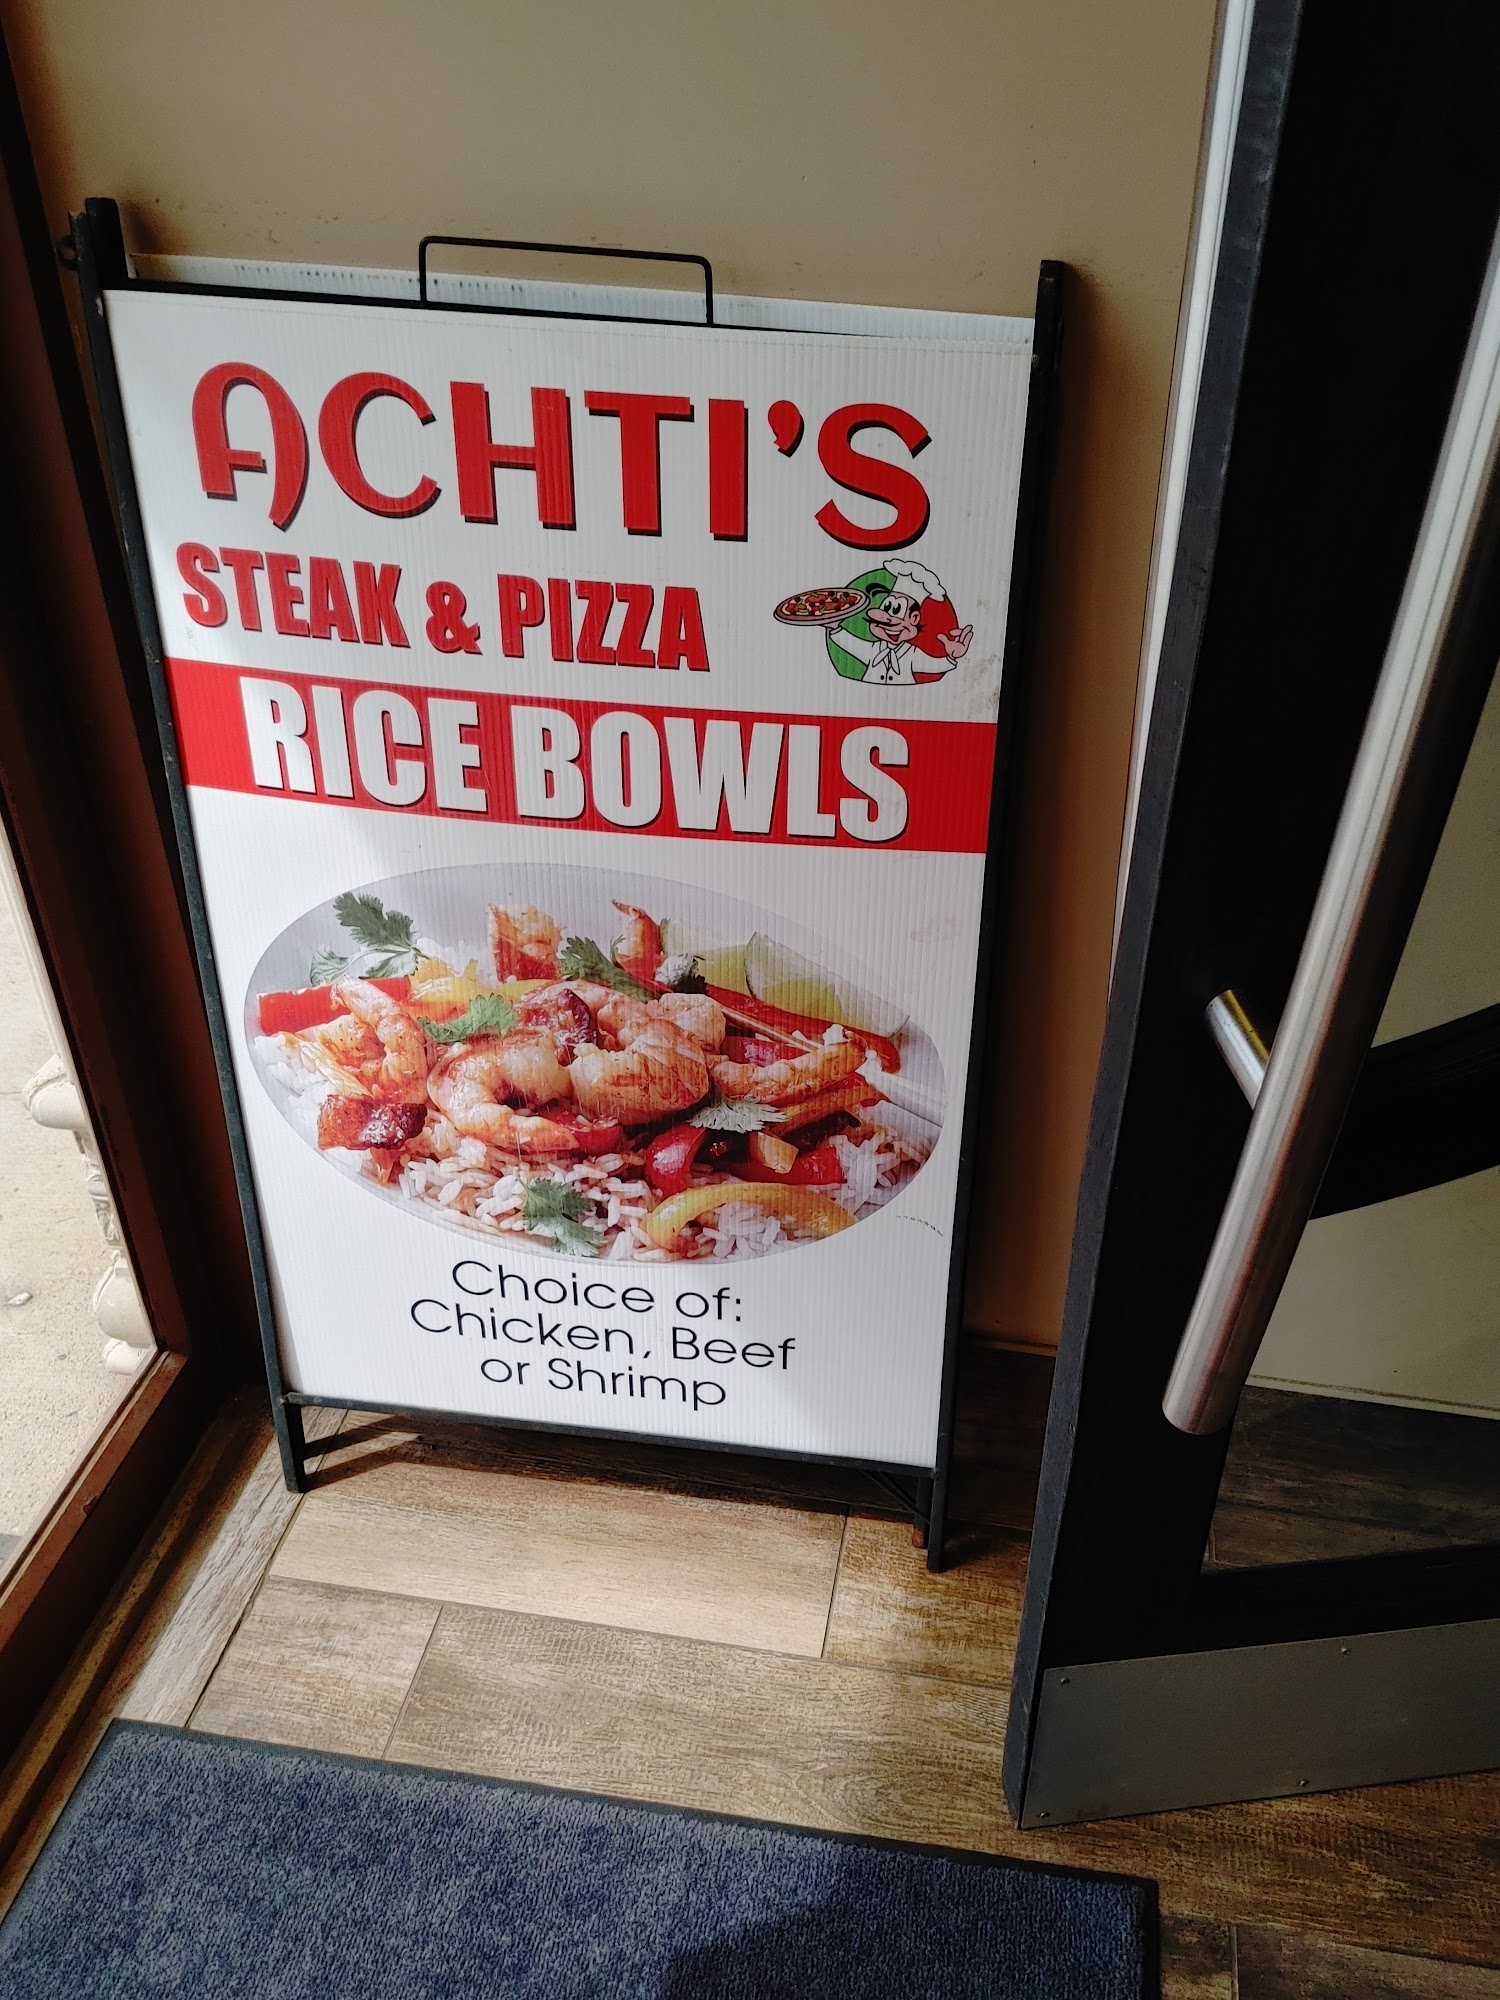 ACHTI'S
STEAK & PIZZA
RICE BOWLS
Choice of:
Chicken, Beef
or Shrimp